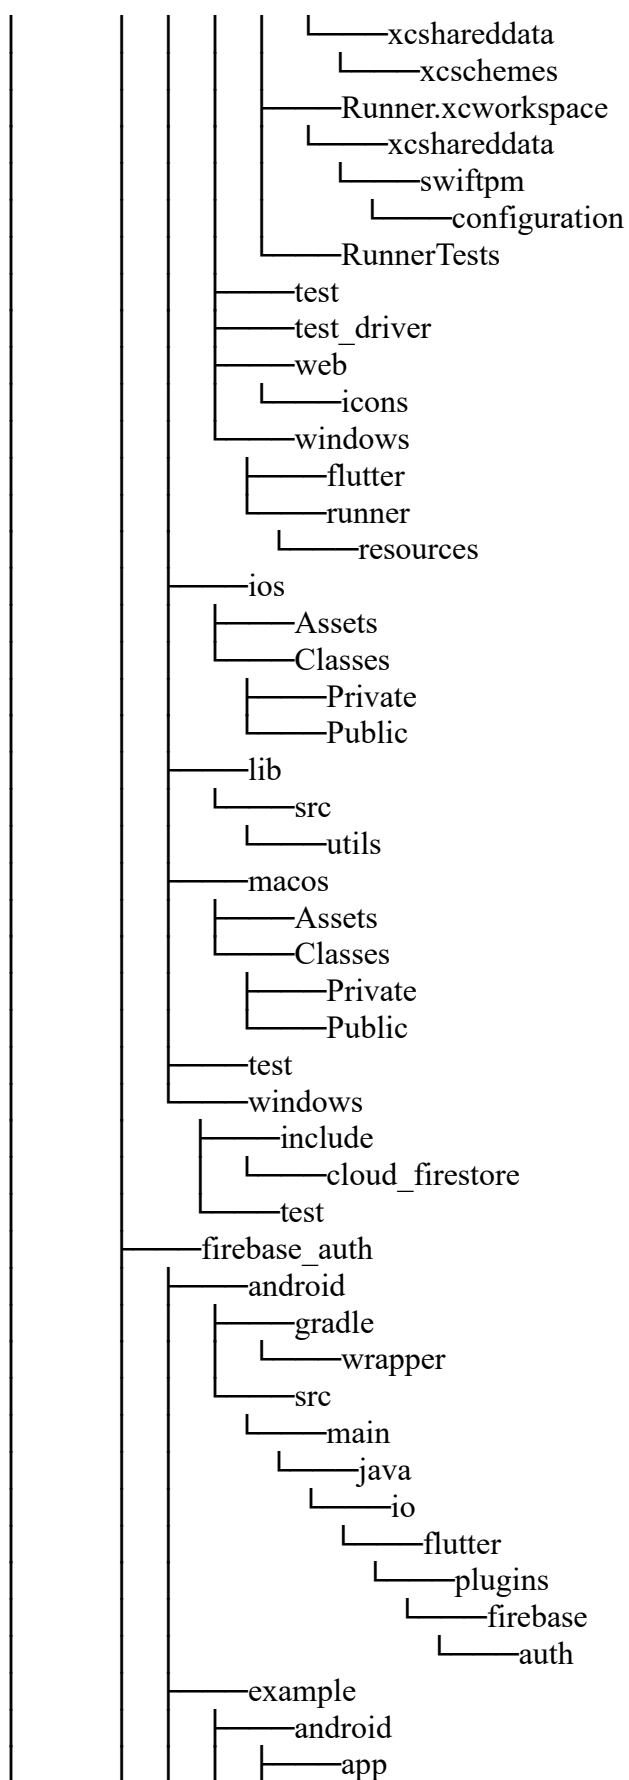 xcshareddata
xcschemes
Runner.xcworkspace
xcshareddata
swiftpm
configuration
RunnerTests
test
test_driver
web
icons
windows
flutter
runner
resources
ios
Assets
Classes
Private
Public
lib
src
utils
macos
Assets
Classes
Private
Public
test
windows
include
cloud_firestore
test
firebase_auth
android
gradle
wrapper
src
main
java
io
flutter
plugins
firebase
auth
example
android
app